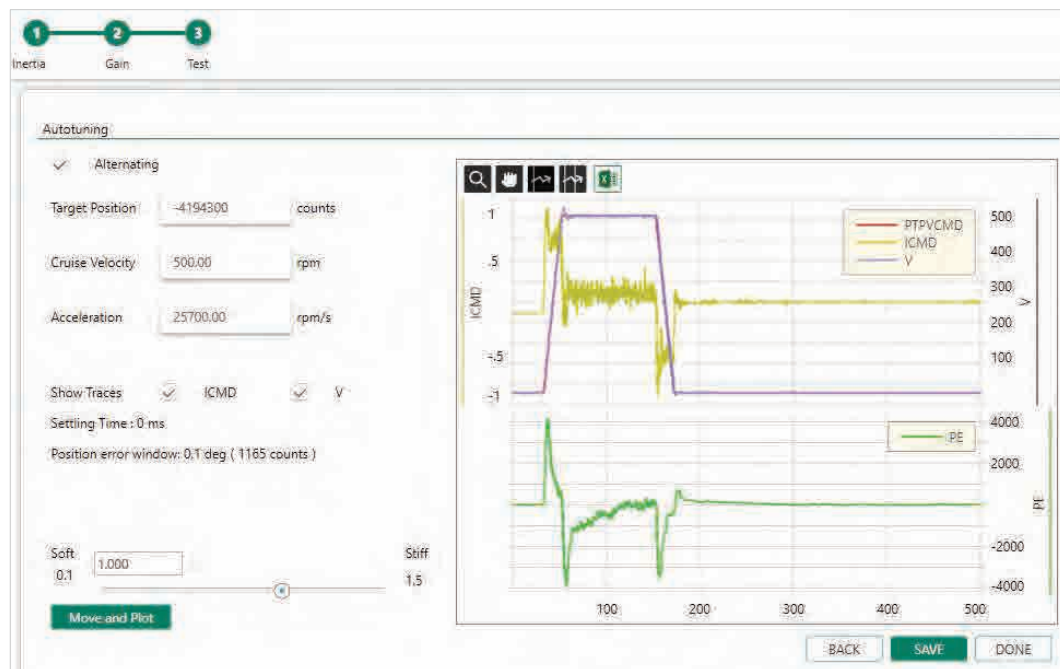 1 2 3
Inertia Gain Test
Autotuning
Alternating
Target Position -4194300 counts
Cruise Velocity 500.00 rpm
Acceleration 25700.00 rpm/s
Show Traces ICMD V
Settling Time : 0 ms
Position error window: 0.1 deg ( 1165 counts )
Soft 1.000 Stiff
0.1 1.5
Move and Plot
1
.5
-.5
-1
ICMD
PTPVCMD
ICMD
V
500
400
300
200
100
V
PE
4000
2000
-2000
-4000
PE
100 200 300 400 500
BACK SAVE DONE